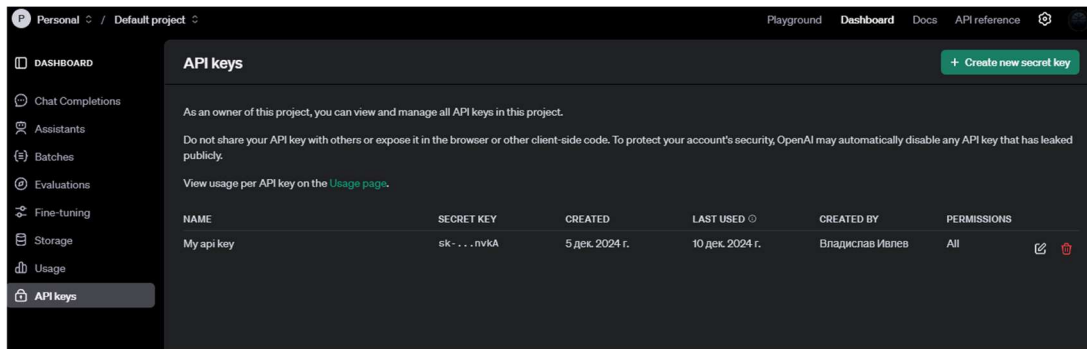 P Personal / Default project Playground Dashboard Docs API reference
DASHBOARD
API keys
+ Create new secret key
Chat Completions
Assistants
Batches
Evaluations
Fine-tuning
Storage
Usage
API keys
As an owner of this project, you can view and manage all API keys in this project.
Do not share your API key with others or expose it in the browser or other client-side code. To protect your account's security, OpenAI may automatically disable any API key that has leaked
publicly.
View usage per API key on the Usage page.
NAME SECRET KEY CREATED LAST USED CREATED BY PERMISSIONS
My api key sk-...nvkA 5 дек. 2024 г. 10 дек. 2024 г. Владислав Ивлев All